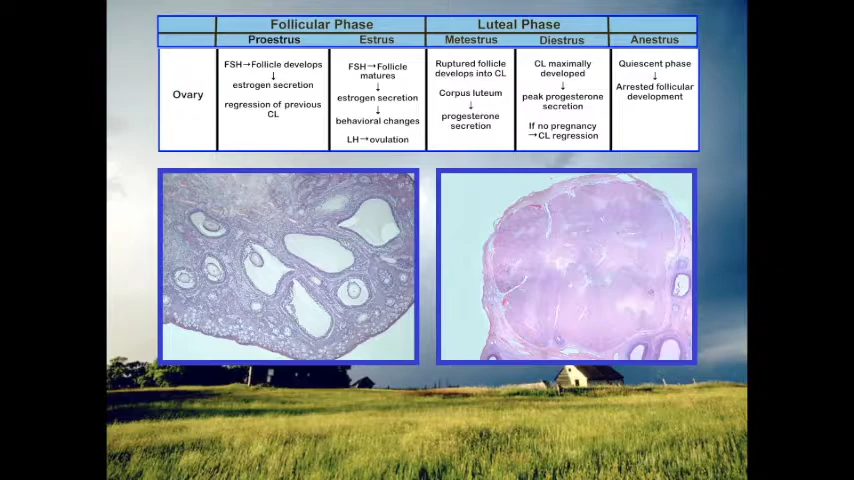 Follicular Phase
Luteal Phase
Proestrus
Estrus
Metestrus
Diestrus
Anestrus
Ovary
FSH→Follicle develops
↓
estrogen secretion
regression of previous
CL
FSH→Follicle
matures
↓
estrogen secretion
↓
behavioral changes
LH→ovulation
Ruptured follicle
develops into CL
Corpus luteum
↓
progesterone
secretion
CL maximally
developed
↓
peak progesterone
secretion
If no pregnancy
→CL regression
Quiescent phase
↓
Arrested follicular
development